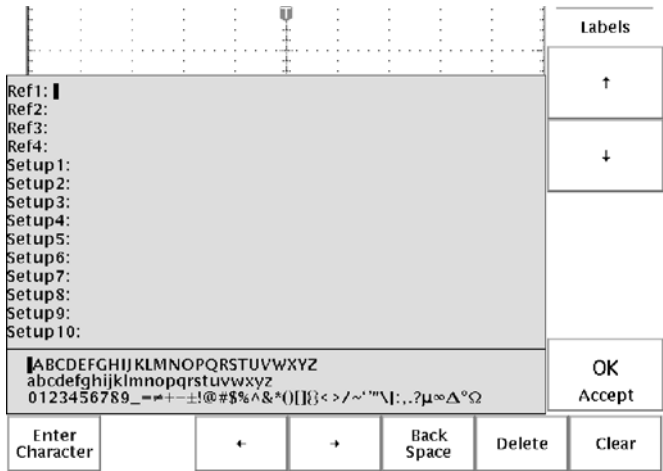 T
Labels
↑
↓
Ref1:
Ref2:
Ref3:
Ref4:
Setup1:
Setup2:
Setup3:
Setup4:
Setup5:
Setup6:
Setup7:
Setup8:
Setup9:
Setup10:
ABCDEFGHIJKLMNOPQRSTUVWXYZ
abcdefghijklmnopqrstuvwxyz
0123456789_=≠+−±!@#$%^&*()[]{}<>/~'"\|:,.?µ∞Δ°Ω
OK
Accept
Enter
Character
←
→
Back
Space
Delete
Clear